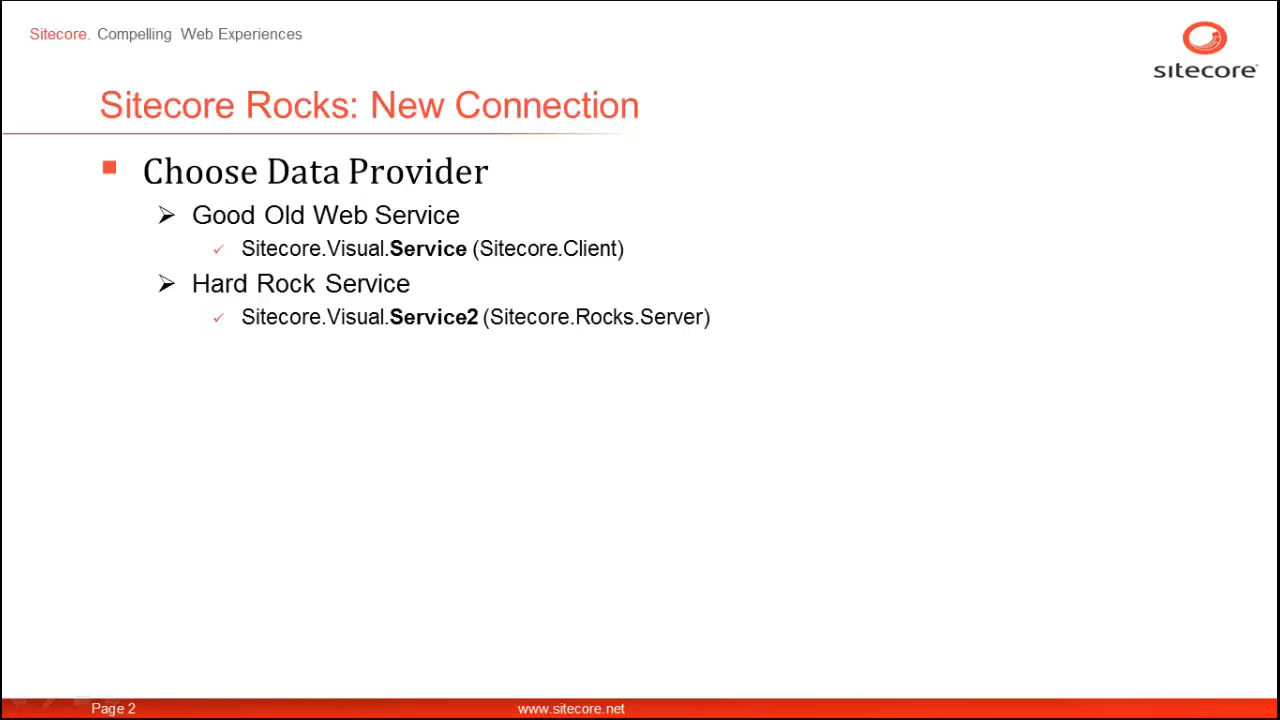 Sitecore. Compelling Web Experiences
sitecore
Sitecore Rocks: New Connection
Choose Data Provider
Good Old Web Service
Sitecore.Visual.Service (Sitecore.Client)
Hard Rock Service
Sitecore.Visual.Service2 (Sitecore.Rocks.Server)
Page 2
www.sitecore.net